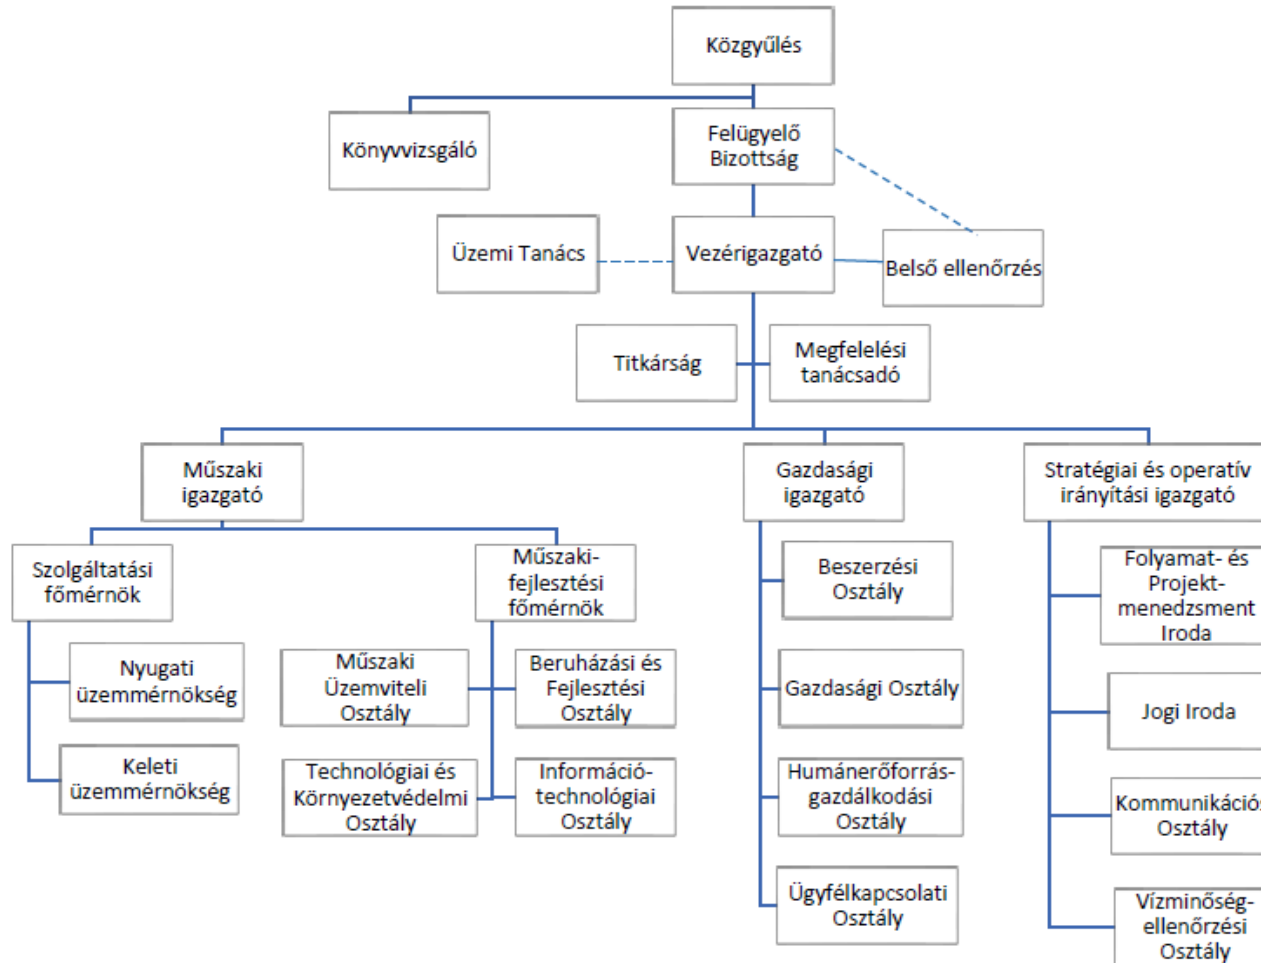 Közgyűlés
Könyvvizsgáló
Felügyelő
Bizottság
Üzemi Tanács
Vezérigazgató
Belső ellenőrzés
Titkárság
Megfelelési
tanácsadó
Műszaki
igazgató
Gazdasági
igazgató
Stratégiai és operatív
irányítási igazgató
Szolgáltatási
főmérnök
Műszaki-
fejlesztési
főmérnök
Nyugati
üzemmérnökség
Keleti
üzemmérnökség
Műszaki
Üzemviteli
Osztály
Beruházási és
Fejlesztési
Osztály
Technológiai és
Környezetvédelmi
Osztály
Információ-
technológiai
Osztály
Beszerzési
Osztály
Gazdasági Osztály
Humánerőforrás-
gazdálkodási
Osztály
Ügyfélkapcsolati
Osztály
Folyamat- és
Projekt-
menedzsment
Iroda
Jogi Iroda
Kommunikációs
Osztály
Vízminőség-
ellenőrzési
Osztály